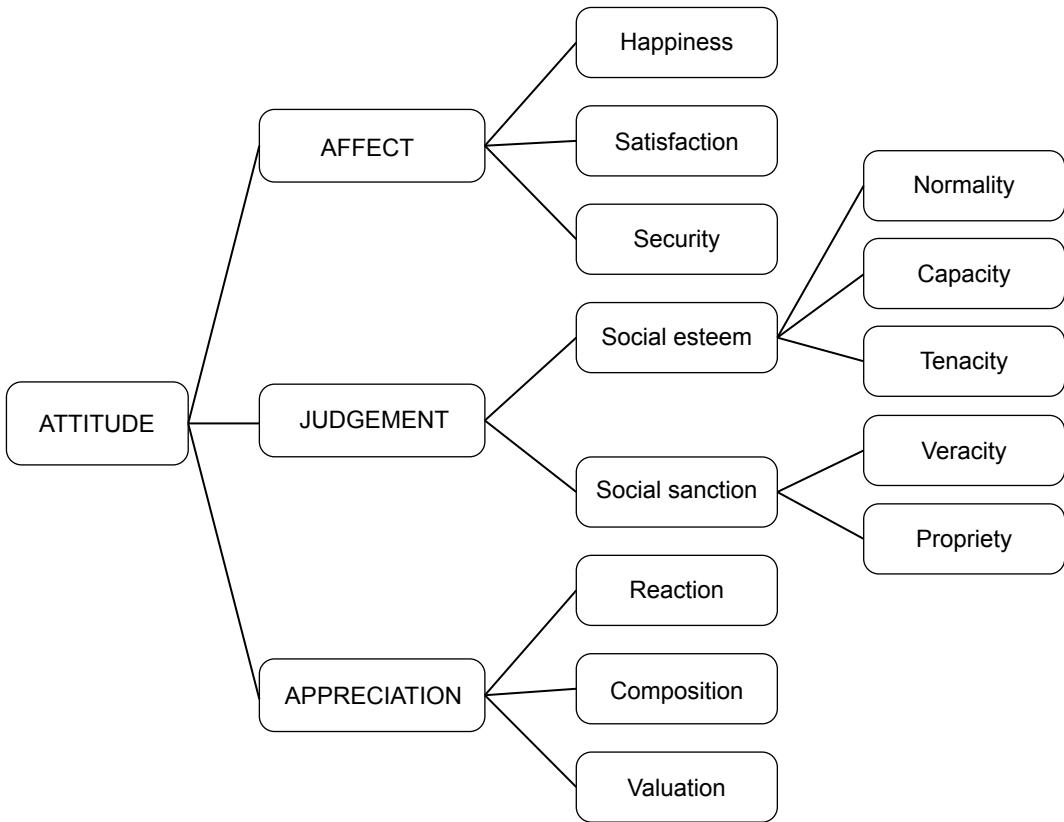 Happiness
AFFECT
Satisfaction
Security
Normality
Capacity
Tenacity
Social esteem
ATTITUDE
JUDGEMENT
Social sanction
Veracity
Propriety
Reaction
APPRECIATION
Composition
Valuation